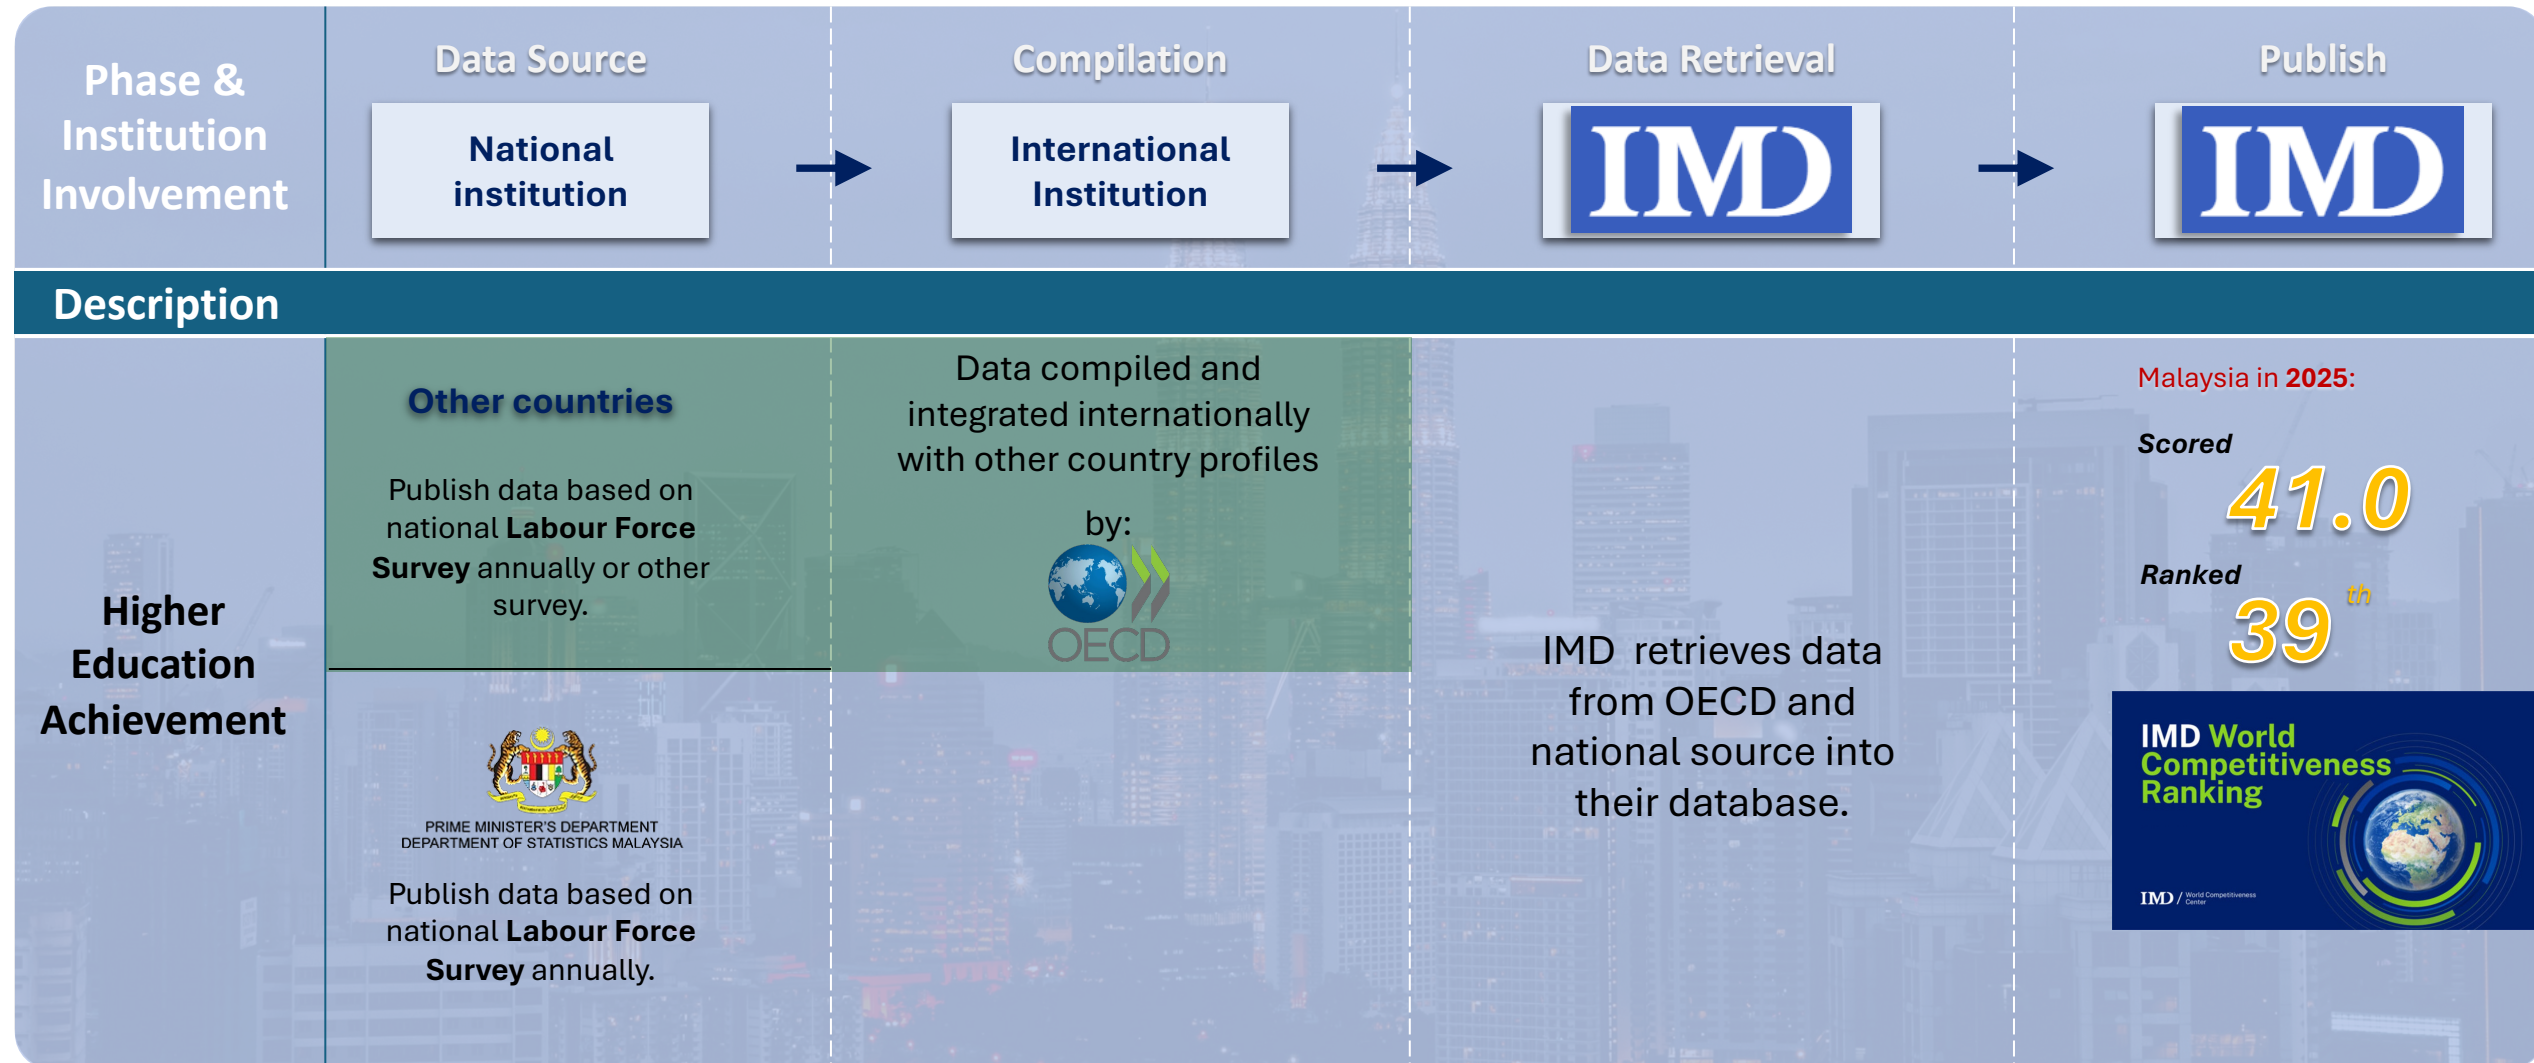 Phase &
Institution
Involvement
Data Source
National
institution
Compilation
International
Institution
Data Retrieval
IMD
Publish
IMD
Description
Higher
Education
Achievement
Other countries
Publish data based on
national Labour Force
Survey annually or other
survey.
PRIME MINISTER'S DEPARTMENT
DEPARTMENT OF STATISTICS MALAYSIA
Publish data based on
national Labour Force
Survey annually.
Data compiled and
integrated internationally
with other country profiles
by:
OECD
IMD retrieves data
from OECD and
national source into
their database.
Malaysia in 2025:
Scored
41.0
Ranked
39th
IMD World
Competitiveness
Ranking
IMD / World Competitiveness
Center